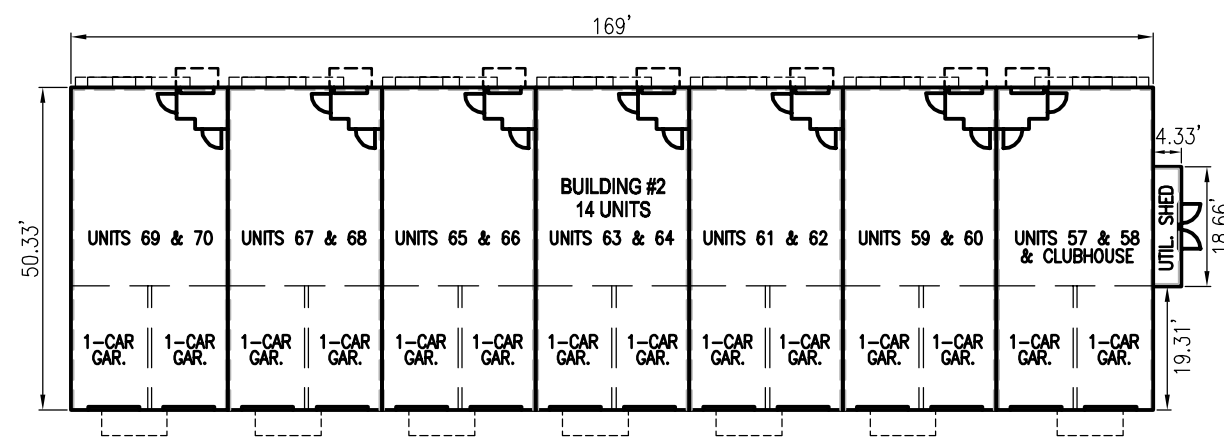 169'
4.33'
50.33'
18.66'
19.31'
BUILDING #2
14 UNITS
UNITS 69 & 70
UNITS 67 & 68
UNITS 65 & 66
UNITS 63 & 64
UNITS 61 & 62
UNITS 59 & 60
UNITS 57 & 58
& CLUBHOUSE
UTIL. SHED
1-CAR
GAR.
1-CAR
GAR.
1-CAR
GAR.
1-CAR
GAR.
1-CAR
GAR.
1-CAR
GAR.
1-CAR
GAR.
1-CAR
GAR.
1-CAR
GAR.
1-CAR
GAR.
1-CAR
GAR.
1-CAR
GAR.
1-CAR
GAR.
1-CAR
GAR.